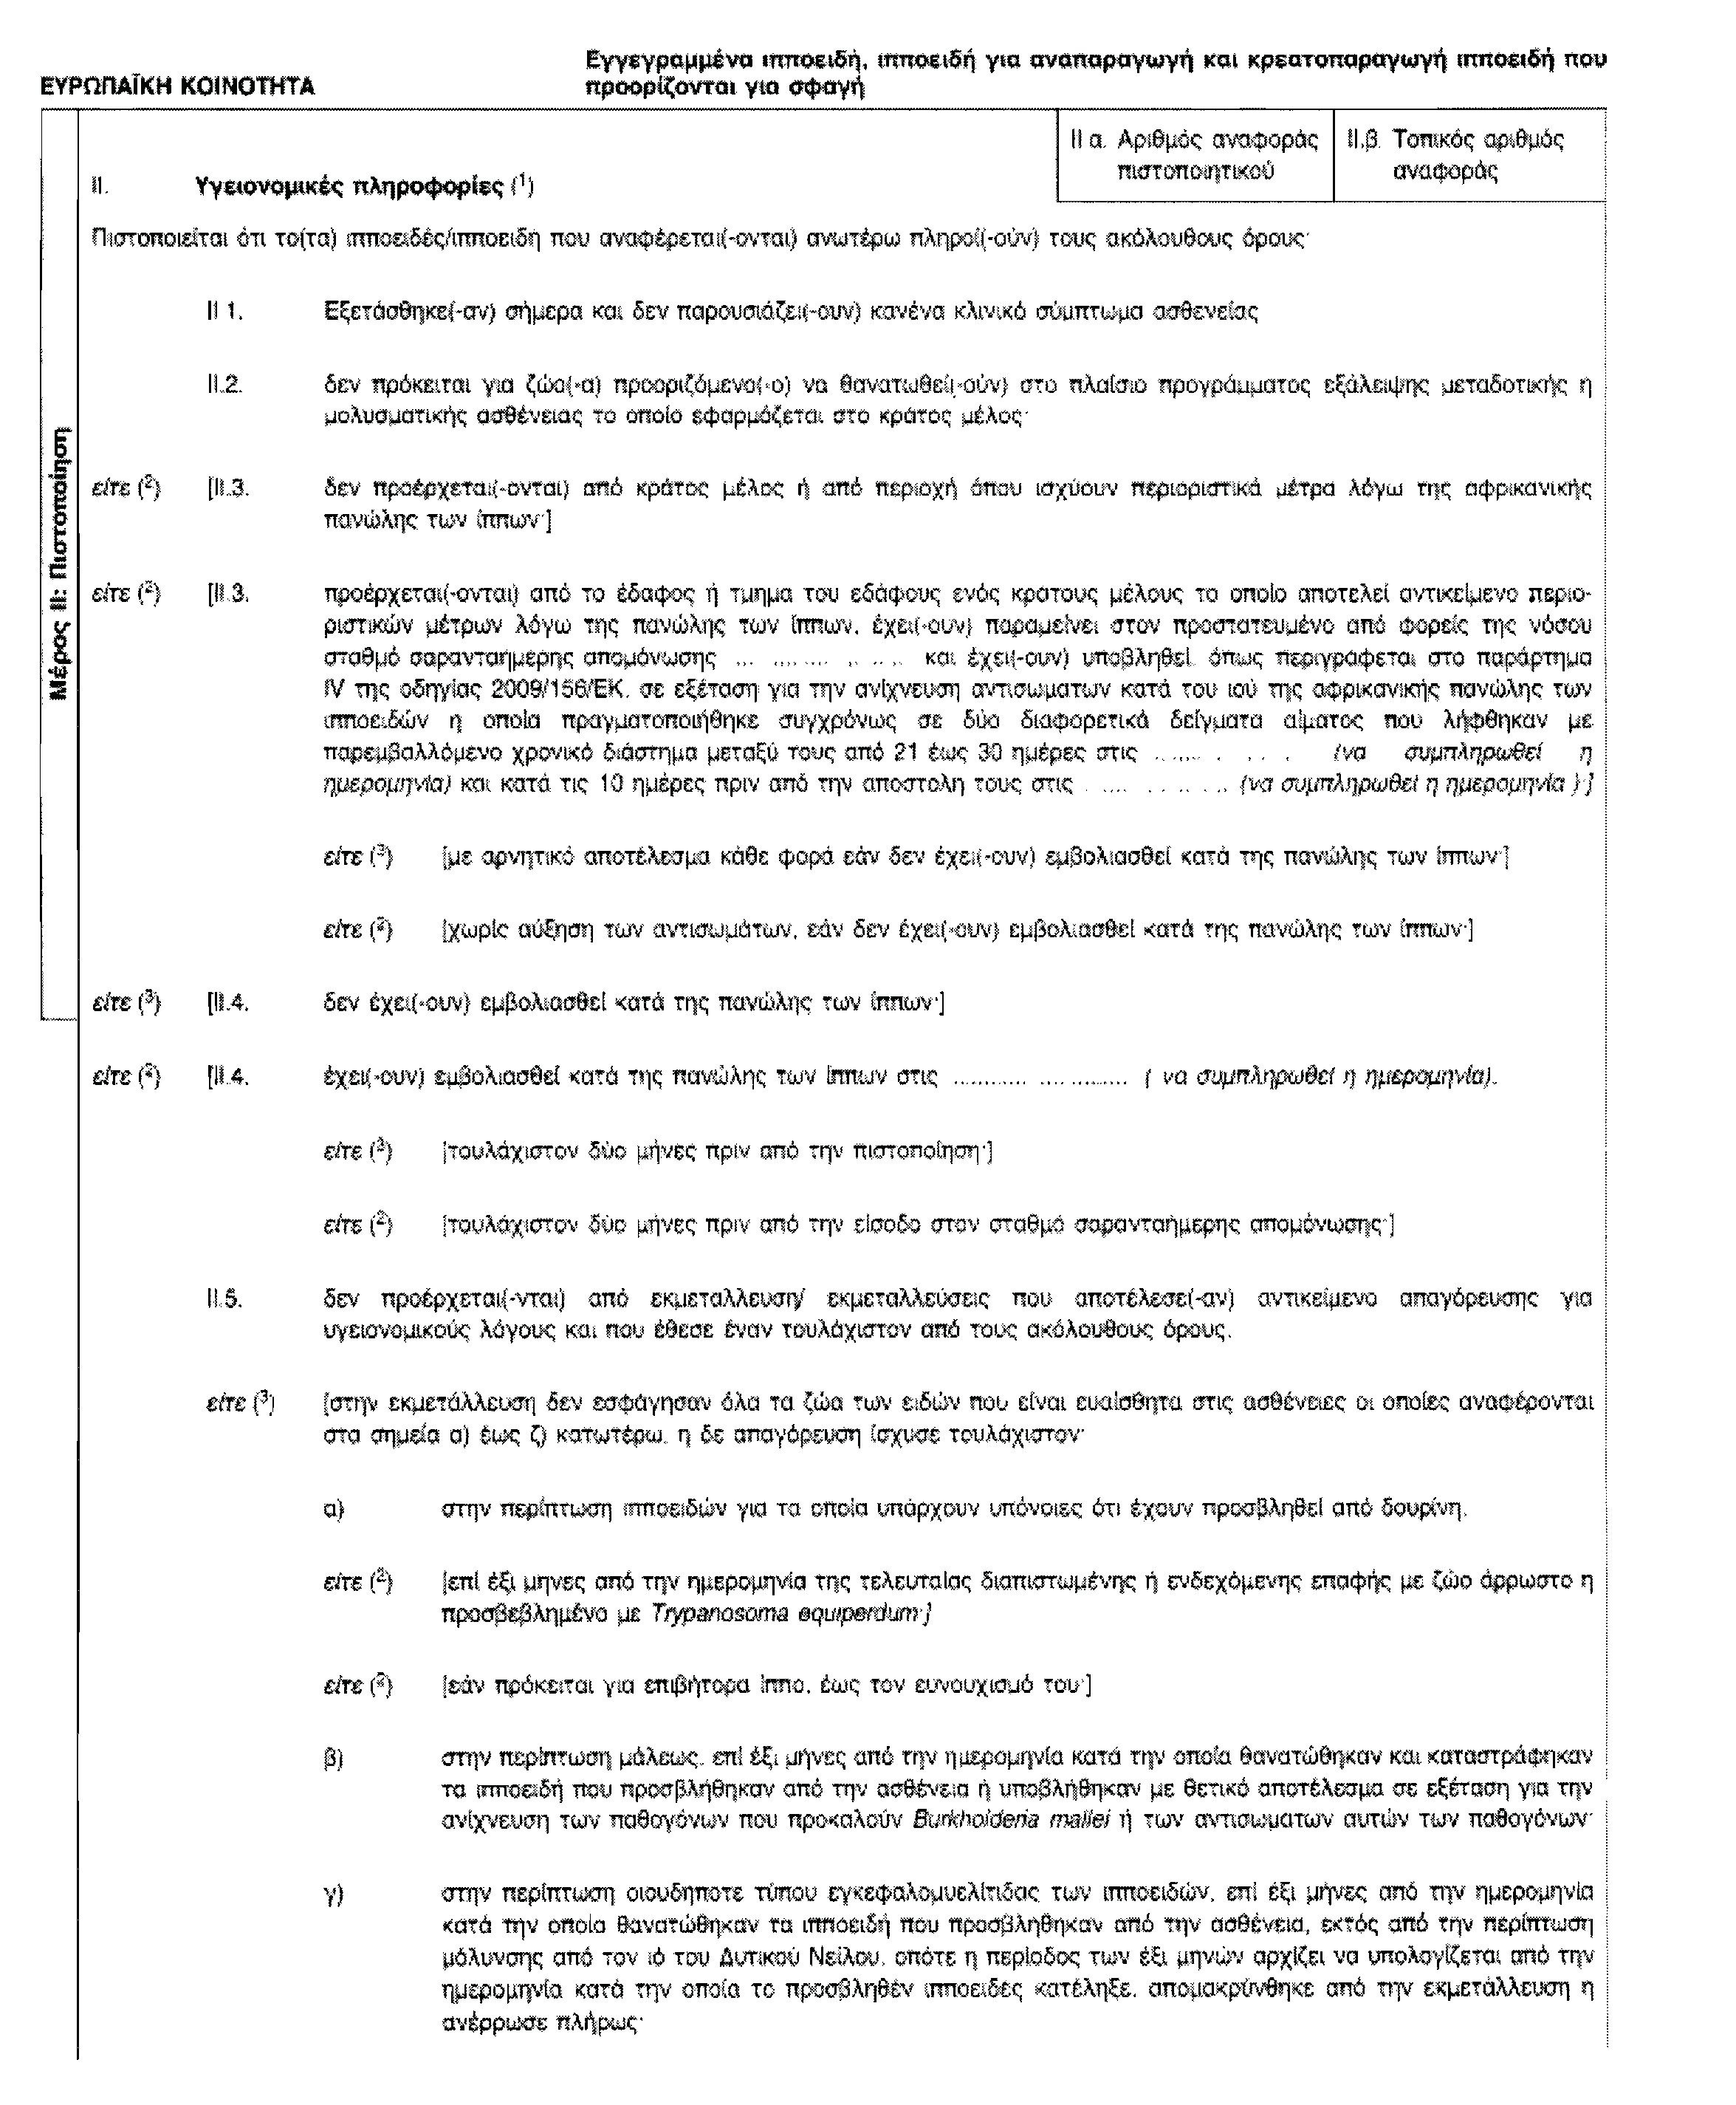 ΕΥΡΩΠΑΪΚΗ ΚΟΙΝΟΤΗΤΑ
Εγγεγραμμένα ιπποειδή, ιπποειδή για αναπαραγωγή και κρεατοπαραγωγή ιπποειδή που
προορίζονται για σφαγή
II. Υγειονομικές πληροφορίες (1)
II α. Αριθμός αναφοράς
πιστοποιητικού
II.β. Τοπικός αριθμός
αναφοράς
Μέρος II: Πιστοποίηση
Πιστοποιείται ότι το(τα) ιπποειδές/ιπποειδη που αναφέρεται(-ονται) ανωτέρω πληροί(-ούν) τους ακόλουθους όρους·
II 1. Εξετάσθηκε(-αν) σήμερα και δεν παρουσιάζει(-ουν) κανένα κλινικό σύμπτωμα ασθενείας
II.2. δεν πρόκειται για ζώο(-α) προοριζόμενο(-ο) να θανατωθεί(-ούν) στο πλαίσιο προγράμματος εξάλειψης μεταδοτικής η
μολυσματικής ασθένειας το οποίο εφαρμόζεται στο κράτος μέλος·
είτε (2) [II.3. δεν προέρχεται(-ονται) από κράτος μέλος ή από περιοχή όπου ισχύουν περιοριστικά μέτρα λόγω της αφρικανικής
πανώλης των ίππων·]
είτε (2) [II.3. προέρχεται(-ονται) από το έδαφος ή τμημα του εδάφους ενός κρατους μέλους το οποίο αποτελεί αντικείμενο περιο-
ριστικών μέτρων λόγω της πανώλης των ίππων, έχει(-ουν) παραμείνει στον προστατευμένο από φορείς της νόσου
σταθμό σαρανταήμερης απομόνωσης ... ......... .. .. .. και έχει(-ουν) υποβληθεί όπως περιγράφεται στο παράρτημα
IV της οδηγίας 2009/156/ΕΚ, σε εξέταση για την ανίχνευση αντισωματων κατά του ιού της αφρικανικής πανώλης των
ιπποειδών η οποία πραγματοποιήθηκε συγχρόνως σε δύο διαφορετικά δείγματα αίματος που λήφθηκαν με
παρεμβαλλόμενο χρονικό διάστημα μεταξύ τους από 21 έως 30 ημέρες στις ....... . . . . (να συμπληρωθεί η
ημερομηνία) και κατά τις 10 ημέρες πριν από την αποστολη τους στις . ..... . .. .. . .. (να συμπληρωθεί η ημερομηνία )·]
είτε (3) [με αρνητικό αποτέλεσμα κάθε φορά εάν δεν έχει(-ουν) εμβολιασθεί κατά της πανώλης των ίππων·]
είτε (2) [χωρίς αύξηση των αντισωμάτων, εάν δεν έχει(-ουν) εμβολιασθεί κατά της πανώλης των ίππων·]
είτε (3) [II.4. δεν έχει(-ουν) εμβολιασθεί κατά της πανώλης των ίππων·]
είτε (2) [II.4. έχει(-ουν) εμβολιασθεί κατά της πανώλης των ίππων στις ............ .... .......... ( να συμπληρωθεί η ημερομηνία).
είτε (3) [τουλάχιστον δύο μήνες πριν από την πιστοποίηση·]
είτε (2) [τουλάχιστον δύο μήνες πριν από την είσοδο στον σταθμό σαρανταήμερης απομόνωσης·]
II.5. δεν προέρχεται(-νται) από εκμεταλλευση/ εκμεταλλεύσεις που αποτέλεσε(-αν) αντικείμενο απαγόρευσης για
υγειονομικούς λόγους και που έθεσε έναν τουλάχιστον από τους ακόλουθους όρους.
είτε (3) [στην εκμετάλλευση δεν εσφάγησαν όλα τα ζώα των ειδών που είναι ευαίσθητα στις ασθένειες οι οποίες αναφέρονται
στα σημεία α) έως ζ) κατωτέρω, η δε απαγόρευση ίσχυσε τουλάχιστον·
α) στην περίπτωση ιπποειδών για τα οποία υπάρχουν υπόνοιες ότι έχουν προσβληθεί από δουρίνη,
είτε (2) [επί έξι μηνες από την ημερομηνία της τελευταίας διαπιστωμένης ή ενδεχόμενης επαφής με ζώο άρρωστο η
προσβεβλημένο με Trypanosoma equiperdum·]
είτε (2) [εάν πρόκειται για επιβήτορα ίππο, έως τον ευνουχισμό του·]
β) στην περίπτωση μάλεως, επί έξι μήνες από την ημερομηνία κατά την οποία θανατώθηκαν και καταστράφηκαν
τα ιπποειδή που προσβλήθηκαν από την ασθένεια ή υποβλήθηκαν με θετικό αποτέλεσμα σε εξέταση για την
ανίχνευση των παθογόνων που προκαλούν Burkholderia mallei ή των αντισωματων αυτών των παθογόνων·
γ) στην περίπτωση οιουδηποτε τύπου εγκεφαλομυελίτιδας των ιπποειδών, επί έξι μήνες από την ημερομηνία
κατά την οποία θανατώθηκαν τα ιπποειδή που προσβληθηκαν από την ασθένεια, εκτός από την περίπτωση
μόλυνσης από τον ιό του Δυτικού Νείλου, οπότε η περίοδος των έξι μηνών αρχίζει να υπολογίζεται από την
ημερομηνία κατά την οποία το προσβληθέν ιπποειδες κατέληξε, απομακρύνθηκε από την εκμετάλλευση η
ανέρρωσε πλήρως·